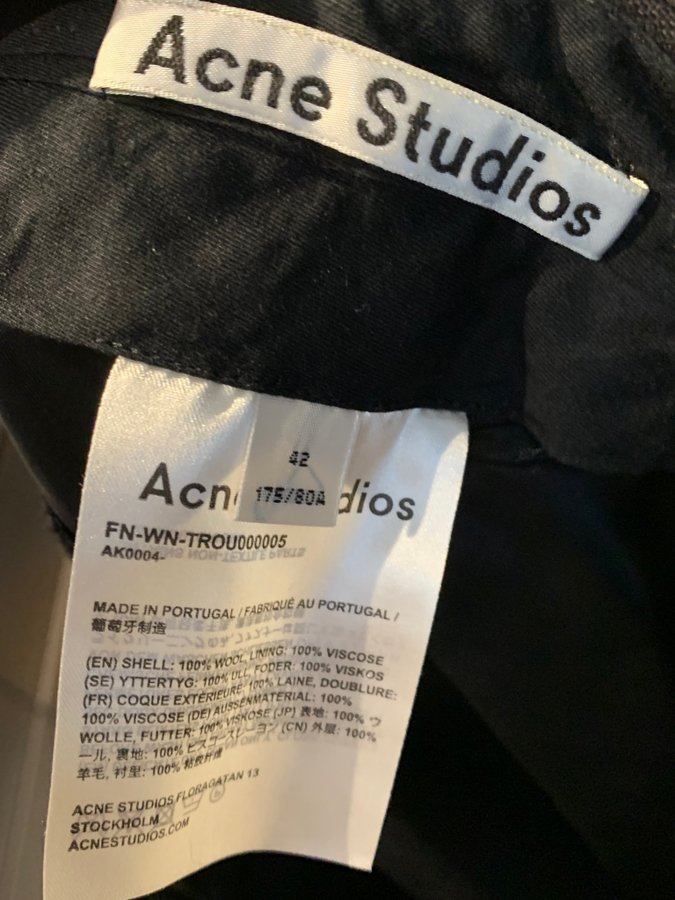 Acne Studios
42
175/80A
Acn dios
FN-WN-TROU000005
AK0004-
MADE IN PORTUGAL / FABRIQUÉ AU PORTUGAL /
葡萄牙制造
(EN) SHELL: 100% WOOL, LINING: 100% VISCOSE
(SE) YTTERTYG: 100% ULL, FODER: 100% VISKOS
(FR) COQUE EXTÉRIEURE: 100% LAINE, DOUBLURE:
100% VISCOSE (DE) AUSSENMATERIAL: 100%
WOLLE, FUTTER: 100% VISKOSE (JP) 表地: 100% ウ
ール, 裏地: 100% ビスコースレーヨン (CN) 外层: 100%
羊毛, 衬里: 100% 粘胶纤维
ACNE STUDIOS FLORAGATAN 13
STOCKHOLM
ACNESTUDIOS.COM